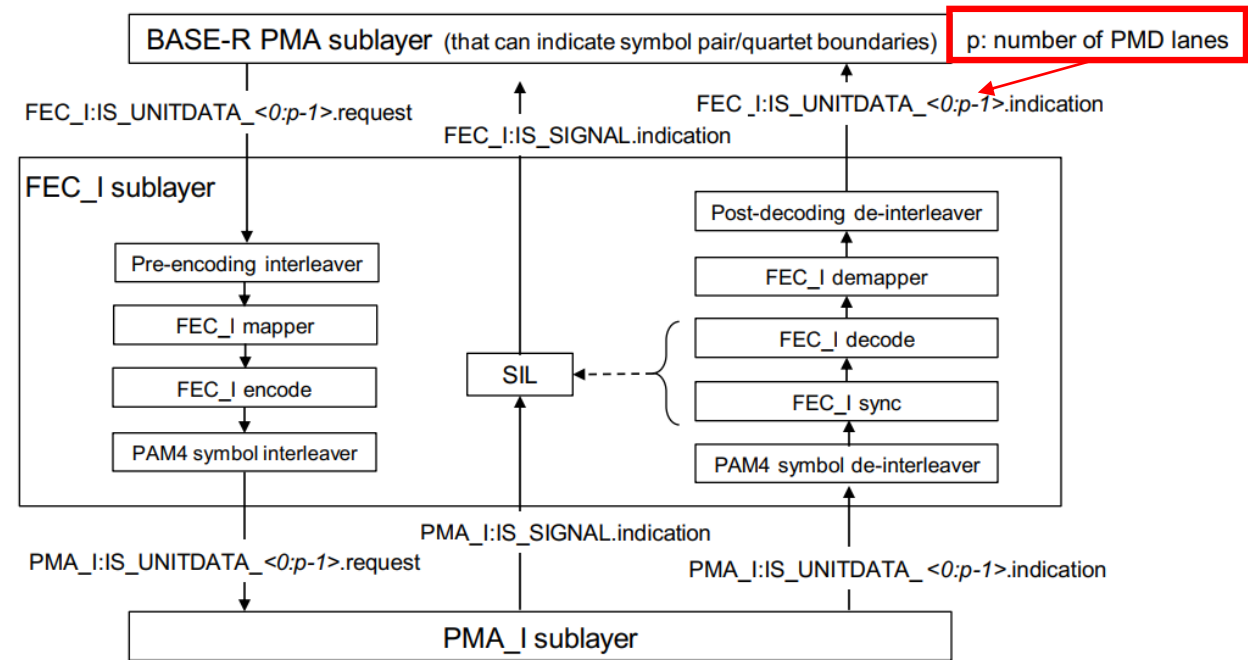 BASE-R PMA sublayer (that can indicate symbol pair/quartet boundaries)
p: number of PMD lanes
FEC_I:IS_UNITDATA_<0:p-1>.request
FEC_I:IS_SIGNAL.indication
FEC_I:IS_UNITDATA_<0:p-1>.indication
FEC_I sublayer
Pre-encoding interleaver
FEC_I mapper
FEC_I encode
PAM4 symbol interleaver
SIL
Post-decoding de-interleaver
FEC_I demapper
FEC_I decode
FEC_I sync
PAM4 symbol de-interleaver
PMA_I:IS_UNITDATA_<0:p-1>.request
PMA_I:IS_SIGNAL.indication
PMA_I:IS_UNITDATA_<0:p-1>.indication
PMA_I sublayer